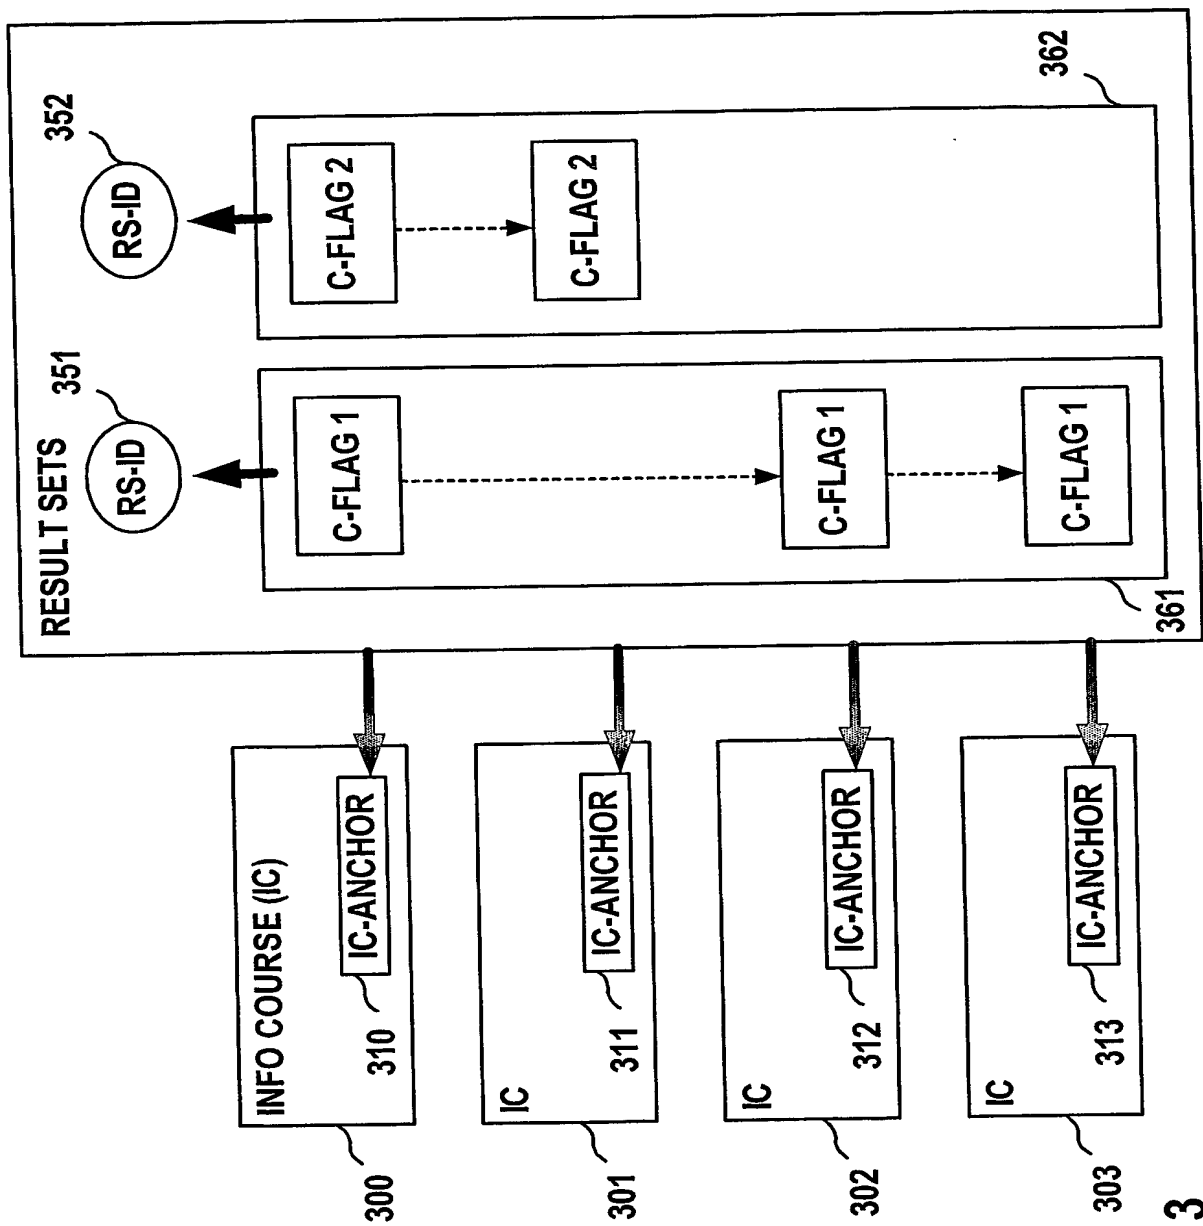 RESULT SETS
RS-ID
351
RS-ID
352
INFO COURSE (IC)
IC-ANCHOR
310
300
C-FLAG 1
C-FLAG 2
IC
IC-ANCHOR
311
301
C-FLAG 2
IC
IC-ANCHOR
312
302
C-FLAG 1
IC
IC-ANCHOR
313
303
C-FLAG 1
361
362
3